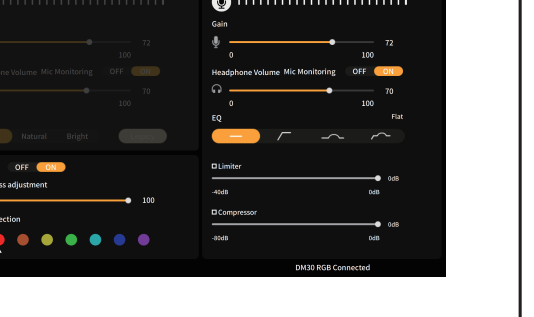 Gain
72
72
100
0
100
ne Volume Mic Monitoring OFF ON
Headphone Volume Mic Monitoring OFF ON
70
70
100
0
100
EQ
Flat
Natural Bright
OFF ON
Limiter
ss adjustment
0dB
-40dB
0dB
100
ection
Compressor
0dB
-80dB
0dB
DM30 RGB Connected